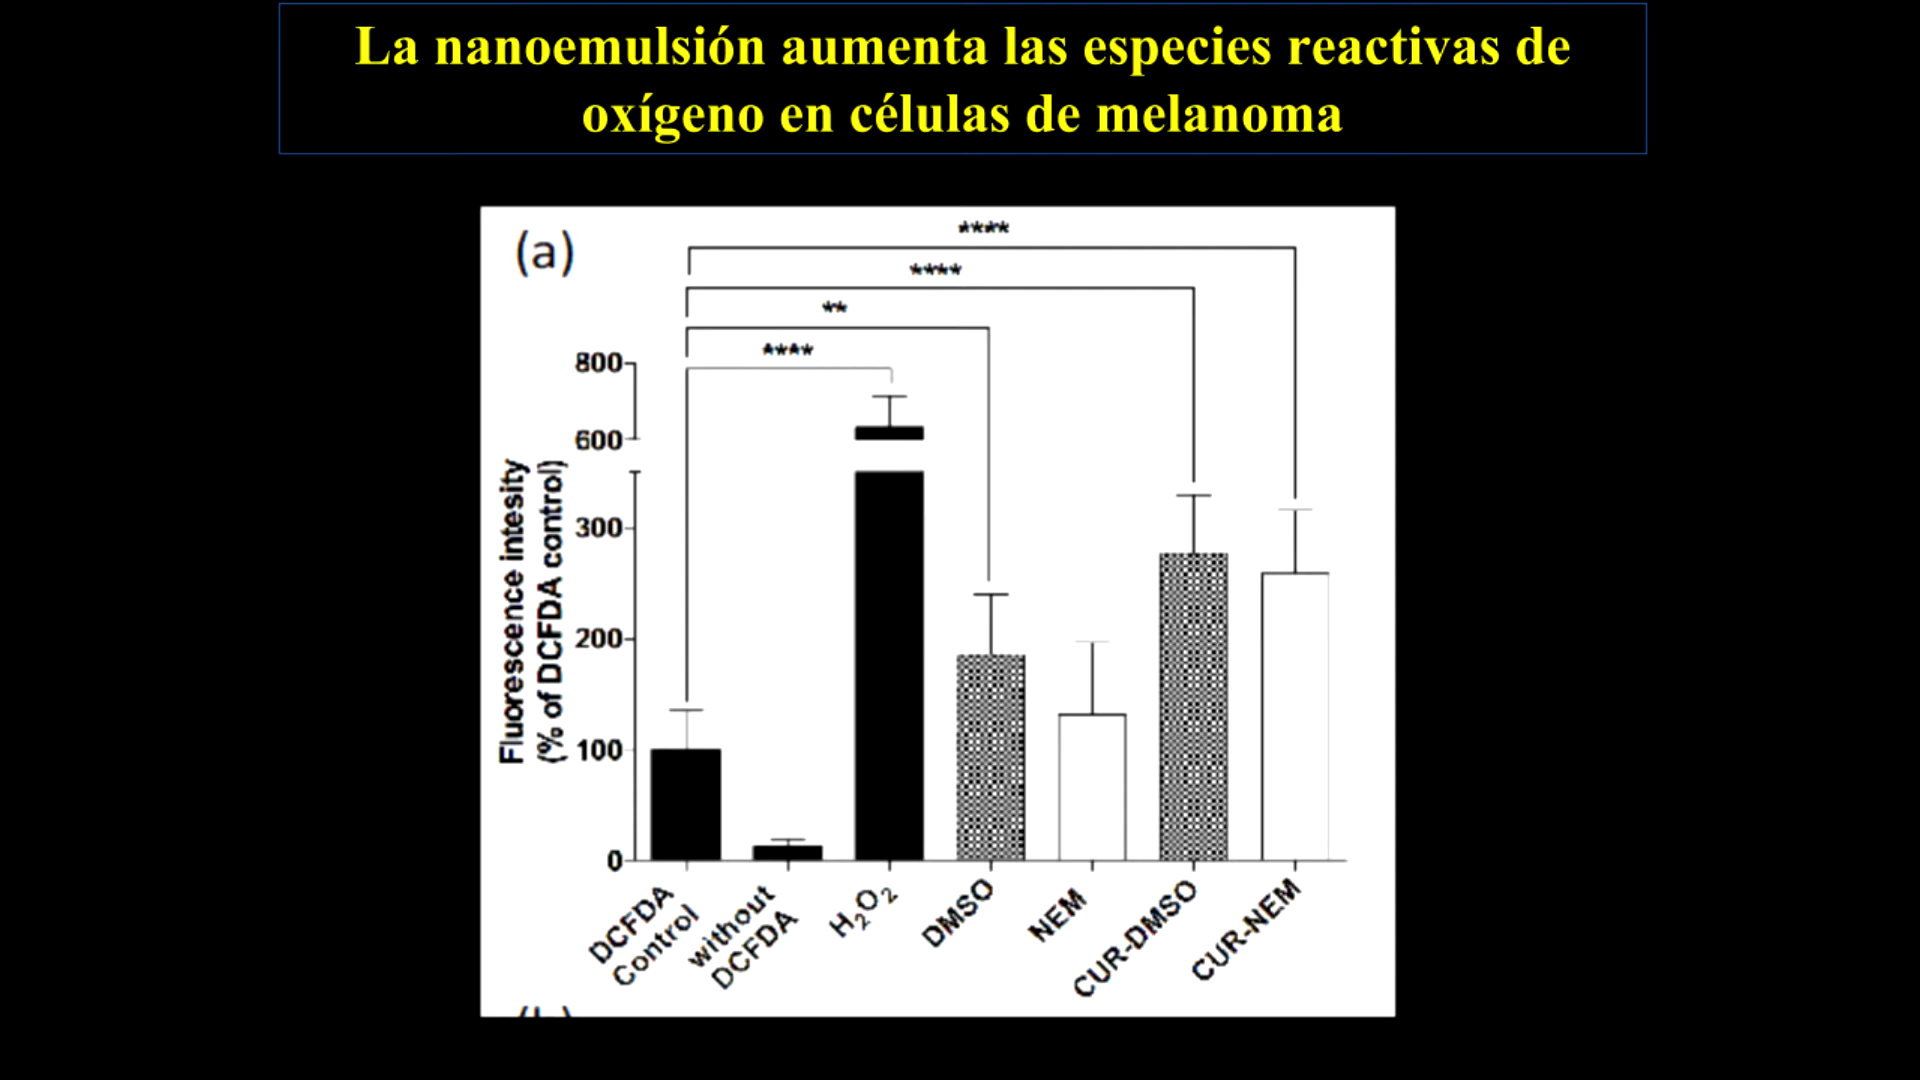 La nanoemulsión aumenta las especies reactivas de
oxígeno en células de melanoma
(a)
****
****
**
****
800
600
300
200
100
0
Fluorescence intesity
(% of DCFDA control)
DCFDA
Control
without
DCFDA
H₂O₂
DMSO
NEM
CUR-DMSO
CUR-NEM